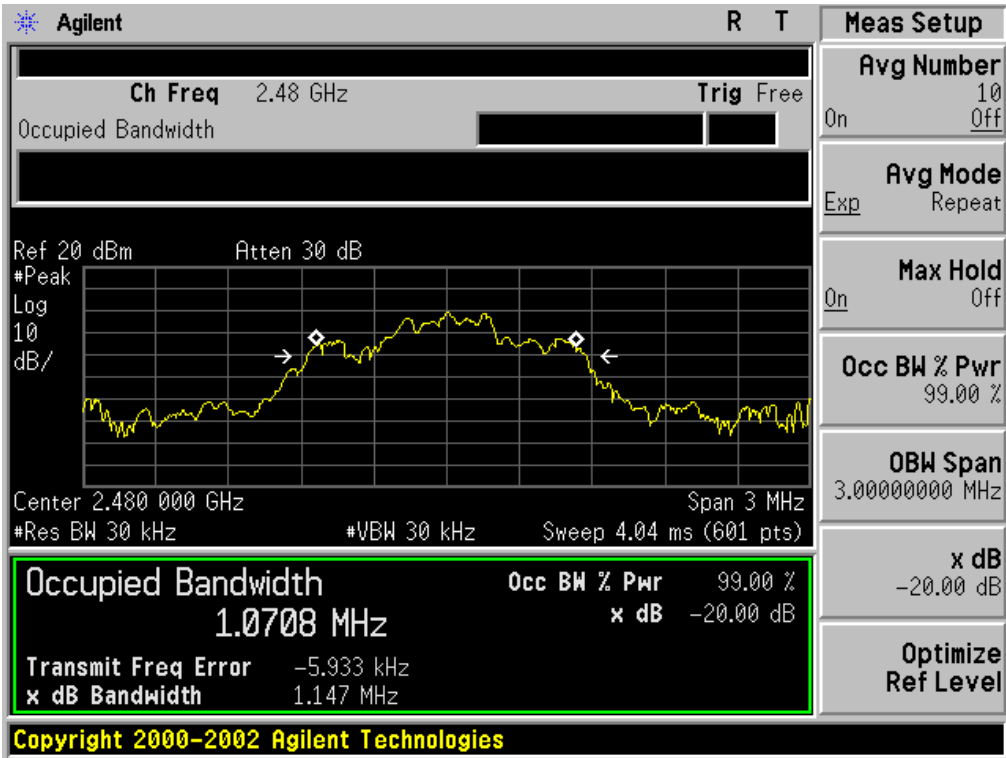 Agilent R T
Ch Freq 2.48 GHz Trig Free
Occupied Bandwidth
Ref 20 dBm Atten 30 dB
#Peak
Log
10
dB/
Center 2.480 000 GHz Span 3 MHz
#Res BW 30 kHz #VBW 30 kHz Sweep 4.04 ms (601 pts)
Occupied Bandwidth Occ BW % Pwr 99.00 %
1.0708 MHz x dB -20.00 dB
Transmit Freq Error -5.933 kHz
x dB Bandwidth 1.147 MHz
Copyright 2000-2002 Agilent Technologies
Meas Setup
Avg Number
10
On Off
Avg Mode
Exp Repeat
Max Hold
On Off
Occ BW % Pwr
99.00 %
OBW Span
3.00000000 MHz
x dB
-20.00 dB
Optimize
Ref Level